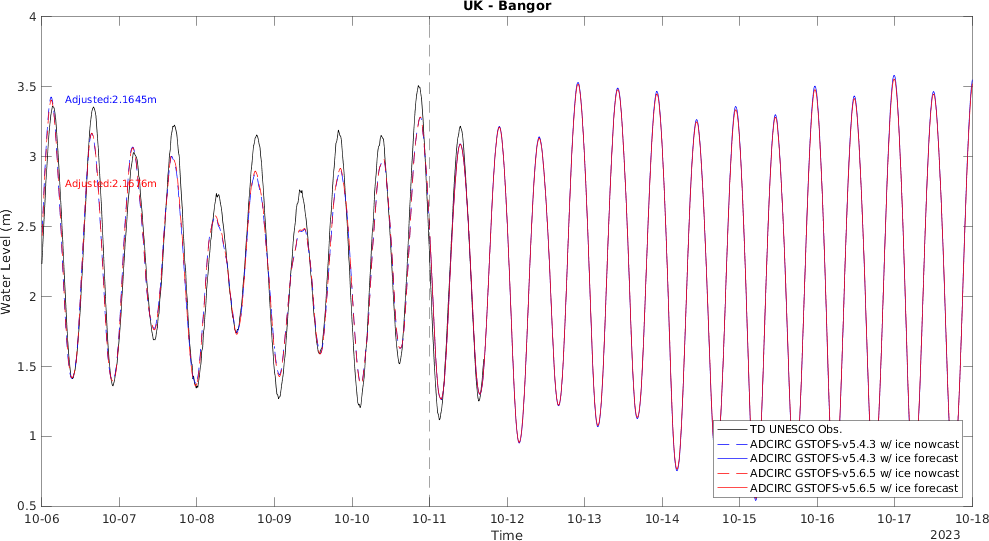 UK - Bangor
4
3.5
3
2.5
2
1.5
1
0.5
Water Level (m)
Adjusted:2.1645m
Adjusted:2.1576m
TD UNESCO Obs.
ADCIRC GSTOFS-v5.4.3 w/ ice nowcast
ADCIRC GSTOFS-v5.4.3 w/ ice forecast
ADCIRC GSTOFS-v5.6.5 w/ ice nowcast
ADCIRC GSTOFS-v5.6.5 w/ ice forecast
10-06 10-07 10-08 10-09 10-10 10-11 10-12 10-13 10-14 10-15 10-16 10-17 10-18
Time
2023